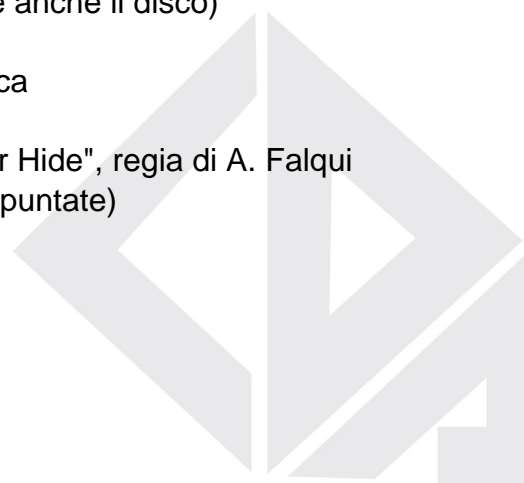 e anche il disco)
ca
r Hide", regia di A. Falqui
puntate)